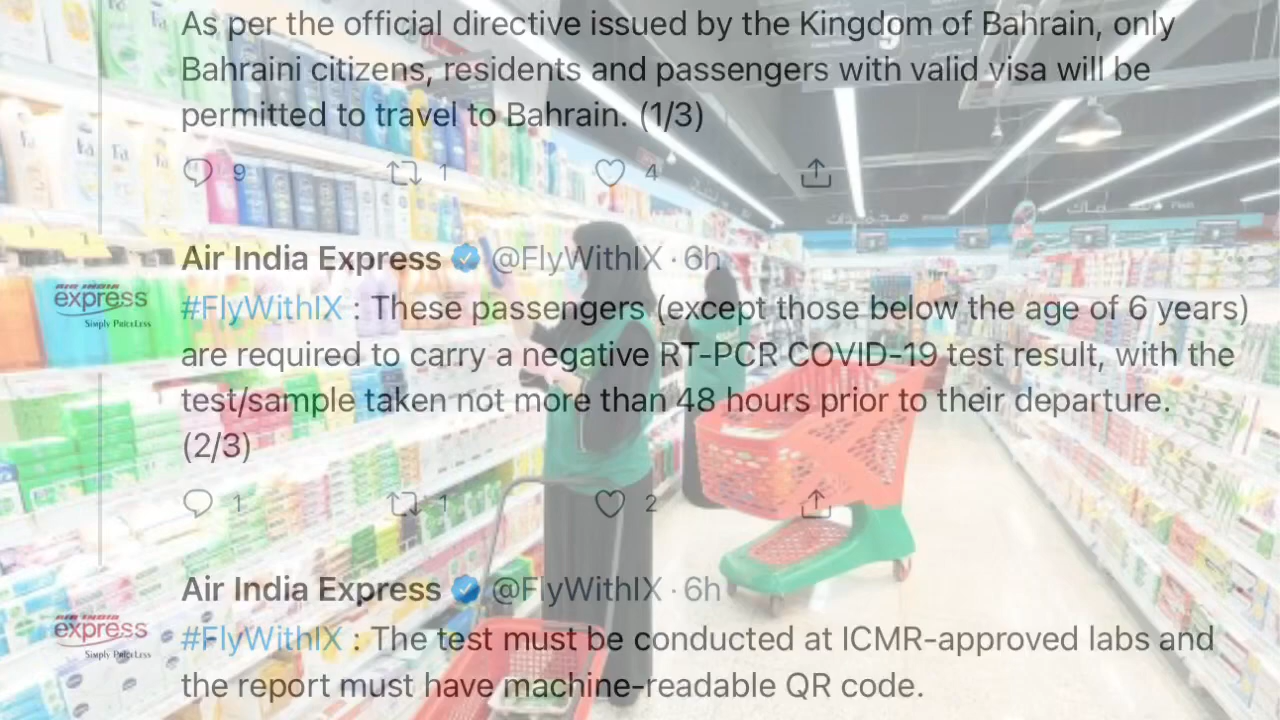 As per the official directive issued by the Kingdom of Bahrain, only
Bahraini citizens, residents and passengers with valid visa will be
permitted to travel to Bahrain. (1/3)
9 1 4
Air India Express @FlyWithIX · 6h
AIR INDIA
express
Simply PriceLess
#FlyWithIX : These passengers (except those below the age of 6 years)
are required to carry a negative RT-PCR COVID-19 test result, with the
test/sample taken not more than 48 hours prior to their departure.
(2/3)
1 1 2
Air India Express @FlyWithIX · 6h
AIR INDIA
express
Simply PriceLess
#FlyWithIX : The test must be conducted at ICMR-approved labs and
the report must have machine-readable QR code.